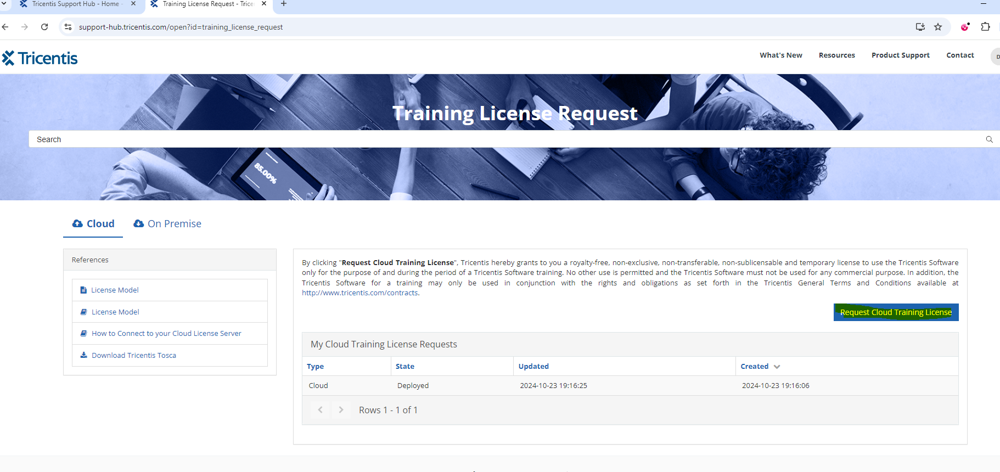 Tricentis Support Hub - Home -
Training License Request - Trice
support-hub.tricentis.com/open?id=training_license_request
Tricentis
What's New
Resources
Product Support
Contact
D
Training License Request
Search
85.00%
Cloud
On Premise
References
License Model
License Model
How to Connect to your Cloud License Server
Download Tricentis Tosca
By clicking "Request Cloud Training License", Tricentis hereby grants to you a royalty-free, non-exclusive, non-transferable, non-sublicensable and temporary license to use the Tricentis Software
only for the purpose of and during the period of a Tricentis Software training. No other use is permitted and the Tricentis Software must not be used for any commercial purpose. In addition, the
Tricentis Software for a training may only be used in conjunction with the rights and obligations as set forth in the Tricentis General Terms and Conditions available at
http://www.tricentis.com/contracts.
Request Cloud Training License
My Cloud Training License Requests
Type State Updated Created
Cloud Deployed 2024-10-23 19:16:25 2024-10-23 19:16:06
Rows 1 - 1 of 1